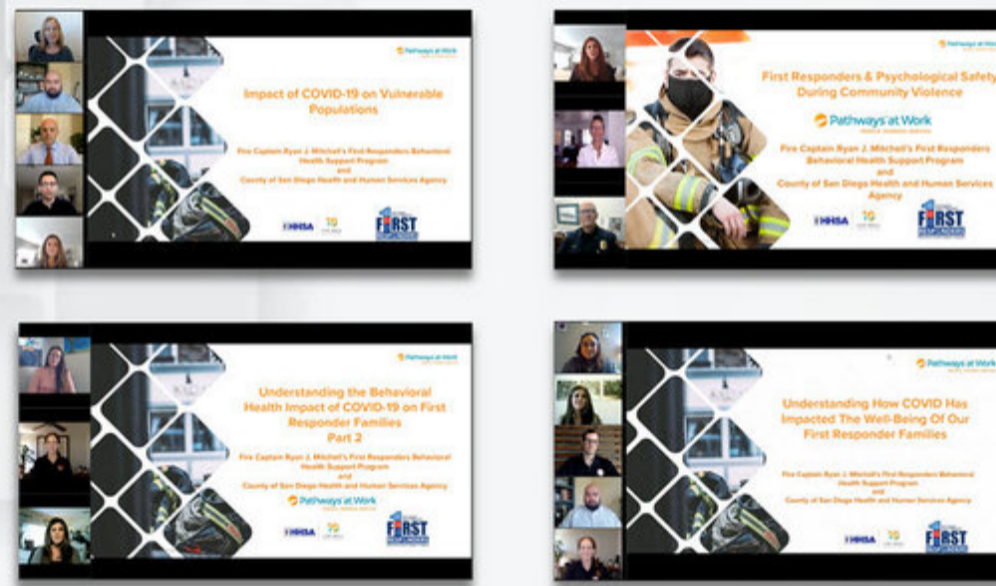 Pathways at Work
Impact of COVID-19 on Vulnerable
Populations
Fire Captain Ryan J. Mitchell's First Responders Behavioral
Health Support Program
and
County of San Diego Health and Human Services Agency
HHSA
FIRST
RESPONDERS
Pathways at Work
First Responders & Psychological Safety
During Community Violence
Pathways at Work
Fire Captain Ryan J. Mitchell's First Responders
Behavioral Health Support Program
and
County of San Diego Health and Human Services
Agency
HHSA
FIRST
RESPONDERS
Pathways at Work
Understanding the Behavioral
Health Impact of COVID-19 on First
Responder Families
Part 2
Fire Captain Ryan J. Mitchell's First Responders Behavioral
Health Support Program
and
County of San Diego Health and Human Services Agency
Pathways at Work
HHSA
FIRST
RESPONDERS
Pathways at Work
Understanding How COVID Has
Impacted The Well-Being Of Our
First Responder Families
Fire Captain Ryan J. Mitchell's First Responders Behavioral
Health Support Program
and
County of San Diego Health and Human Services Agency
HHSA
FIRST
RESPONDERS